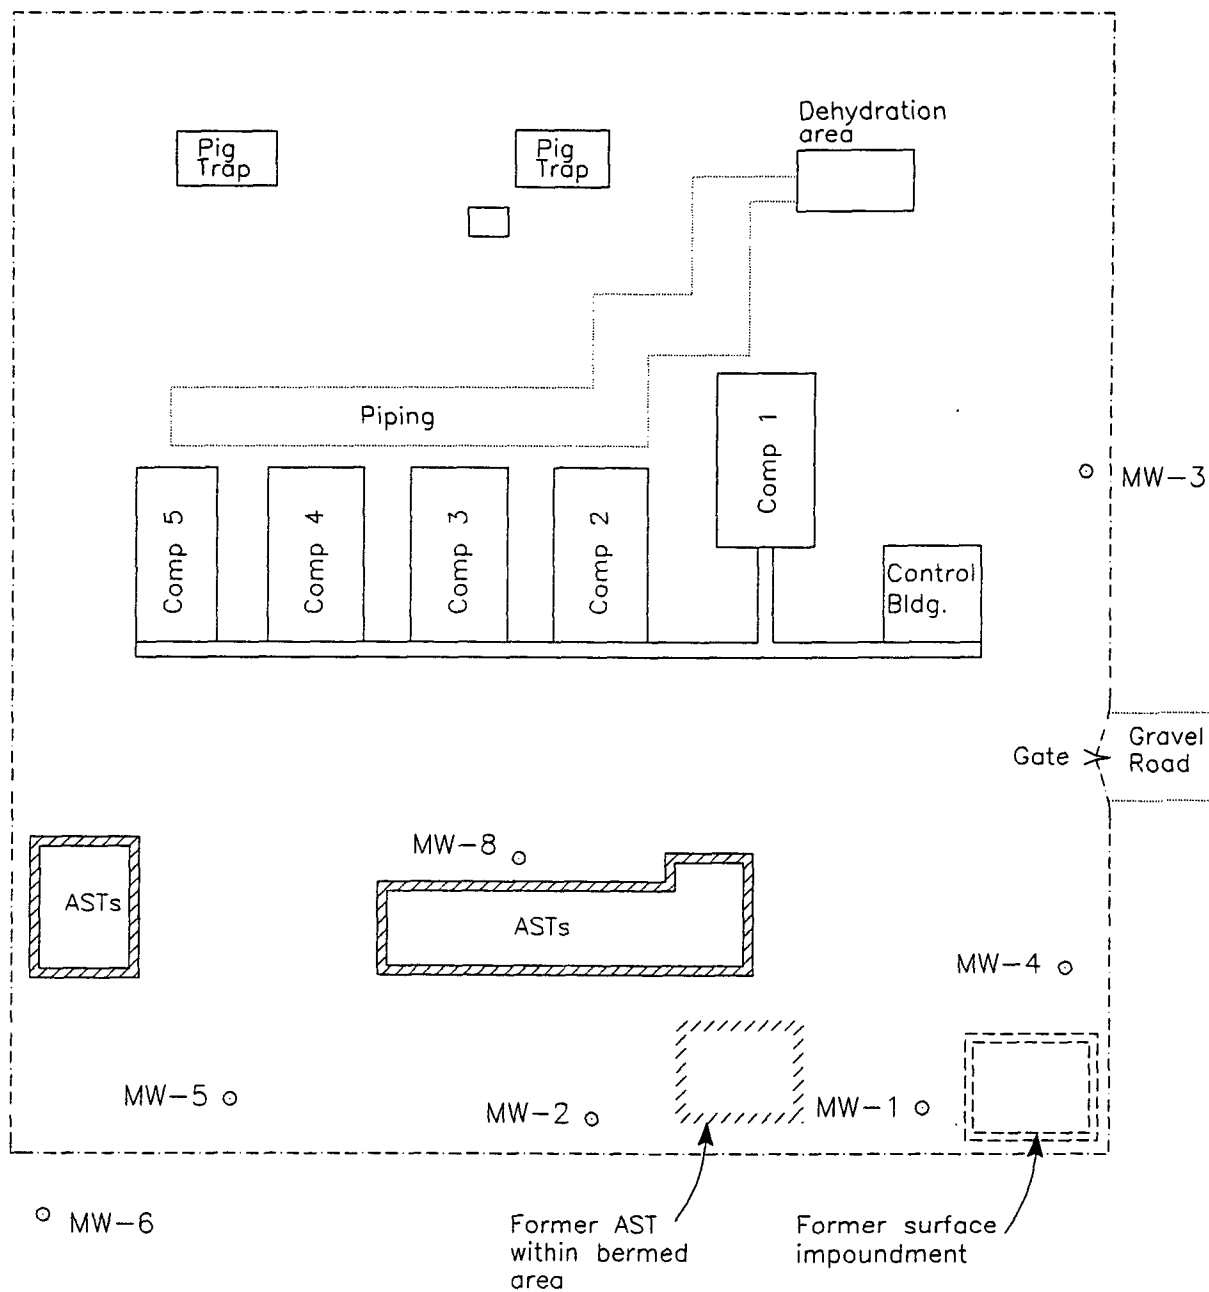 Dehydration
area
Pig
Trap
Pig
Trap
Piping
Comp 1
MW-3
Comp 5
Comp 4
Comp 3
Comp 2
Control
Bldg.
Gate
Gravel
Road
MW-8
ASTs
ASTs
MW-4
MW-5
MW-2
MW-1
MW-6
Former AST
within bermed
area
Former surface
impoundment